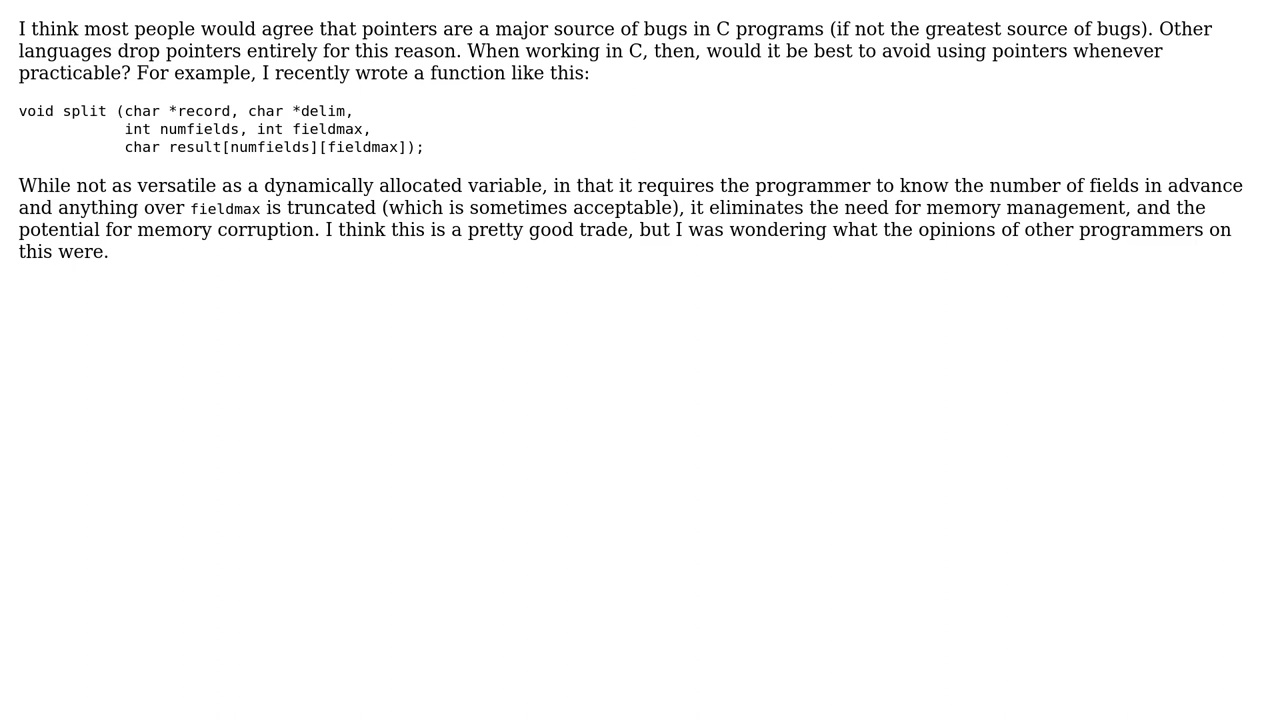 I think most people would agree that pointers are a major source of bugs in C programs (if not the greatest source of bugs). Other
languages drop pointers entirely for this reason. When working in C, then, would it be best to avoid using pointers whenever
practicable? For example, I recently wrote a function like this:
void split (char *record, char *delim,
            int numfields, int fieldmax,
            char result[numfields][fieldmax]);
While not as versatile as a dynamically allocated variable, in that it requires the programmer to know the number of fields in advance
and anything over fieldmax is truncated (which is sometimes acceptable), it eliminates the need for memory management, and the
potential for memory corruption. I think this is a pretty good trade, but I was wondering what the opinions of other programmers on
this were.